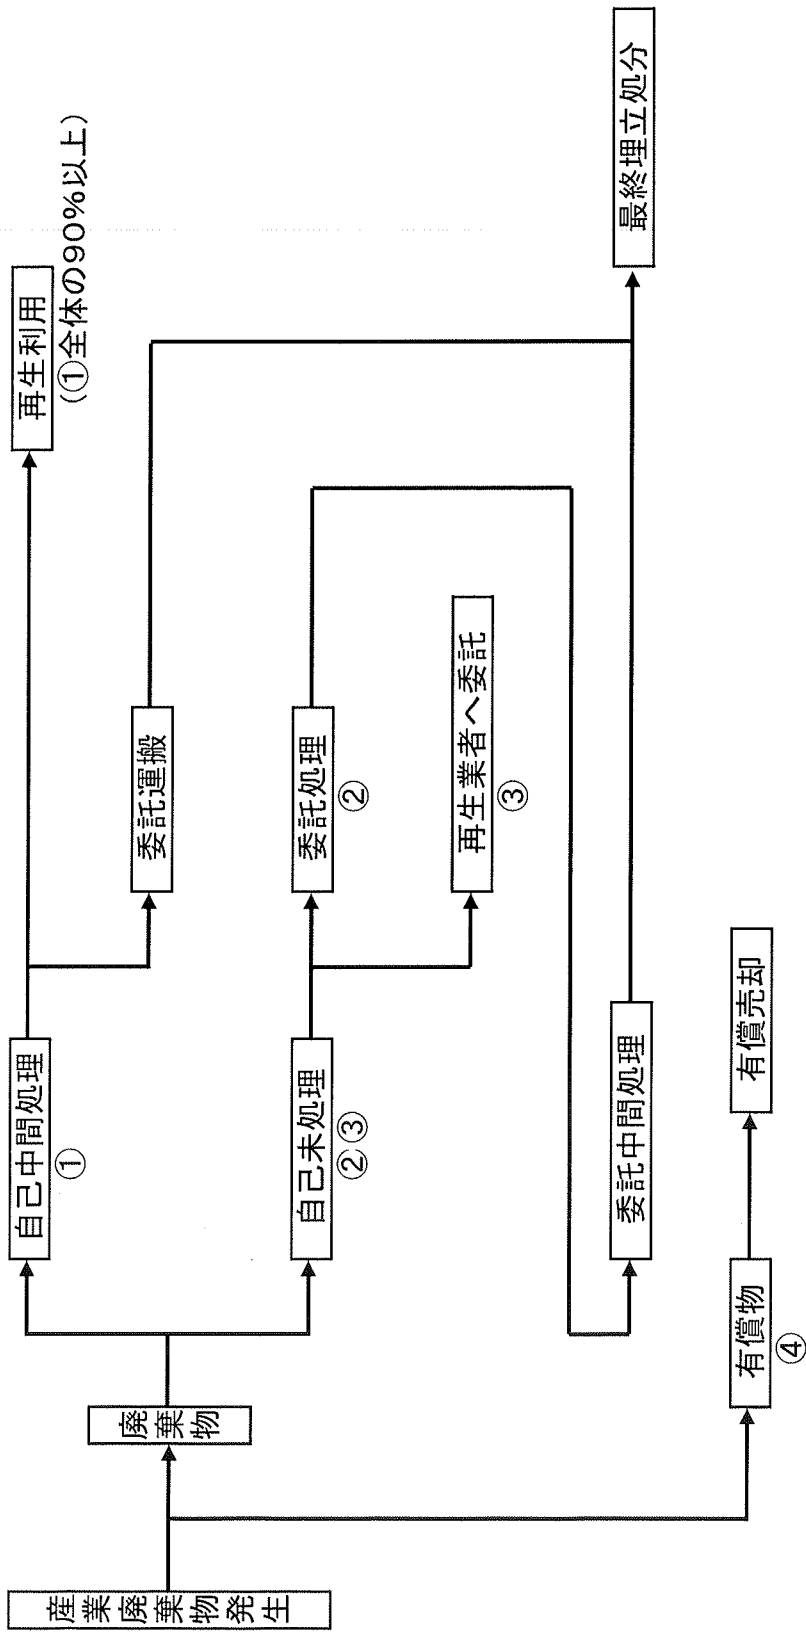 産業廃棄物発生
廃棄物
自己中間処理
①
再生利用
(①全体の90%以上)
委託運搬
自己未処理
②③
委託処理
②
再生業者へ委託
③
委託中間処理
最終埋立処分
有償物
④
有償売却